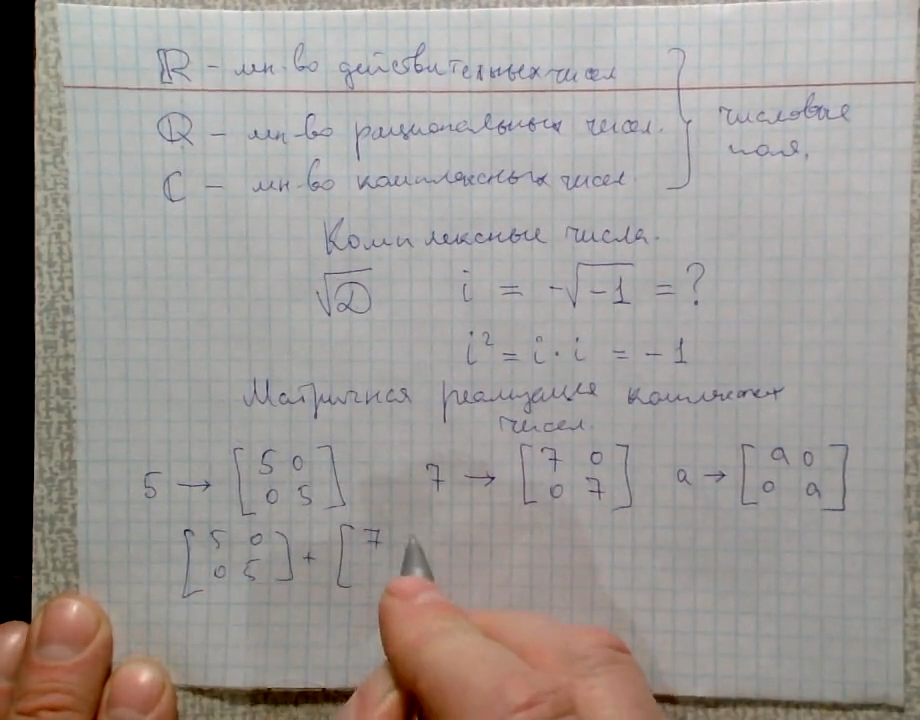 ℝ - мн-во действительных чисел
ℚ - мн-во рациональных чисел.
ℂ - мн-во комплексных чисел.
числовые
поля.
Комплексные числа.
√D i = -√-1 = ?
i² = i · i = -1
Матричная реализация комплексных
чисел.
5 → [5 0 0 5] 7 → [7 0 0 7] a → [a 0 0 a]
[5 0 0 5] + [7